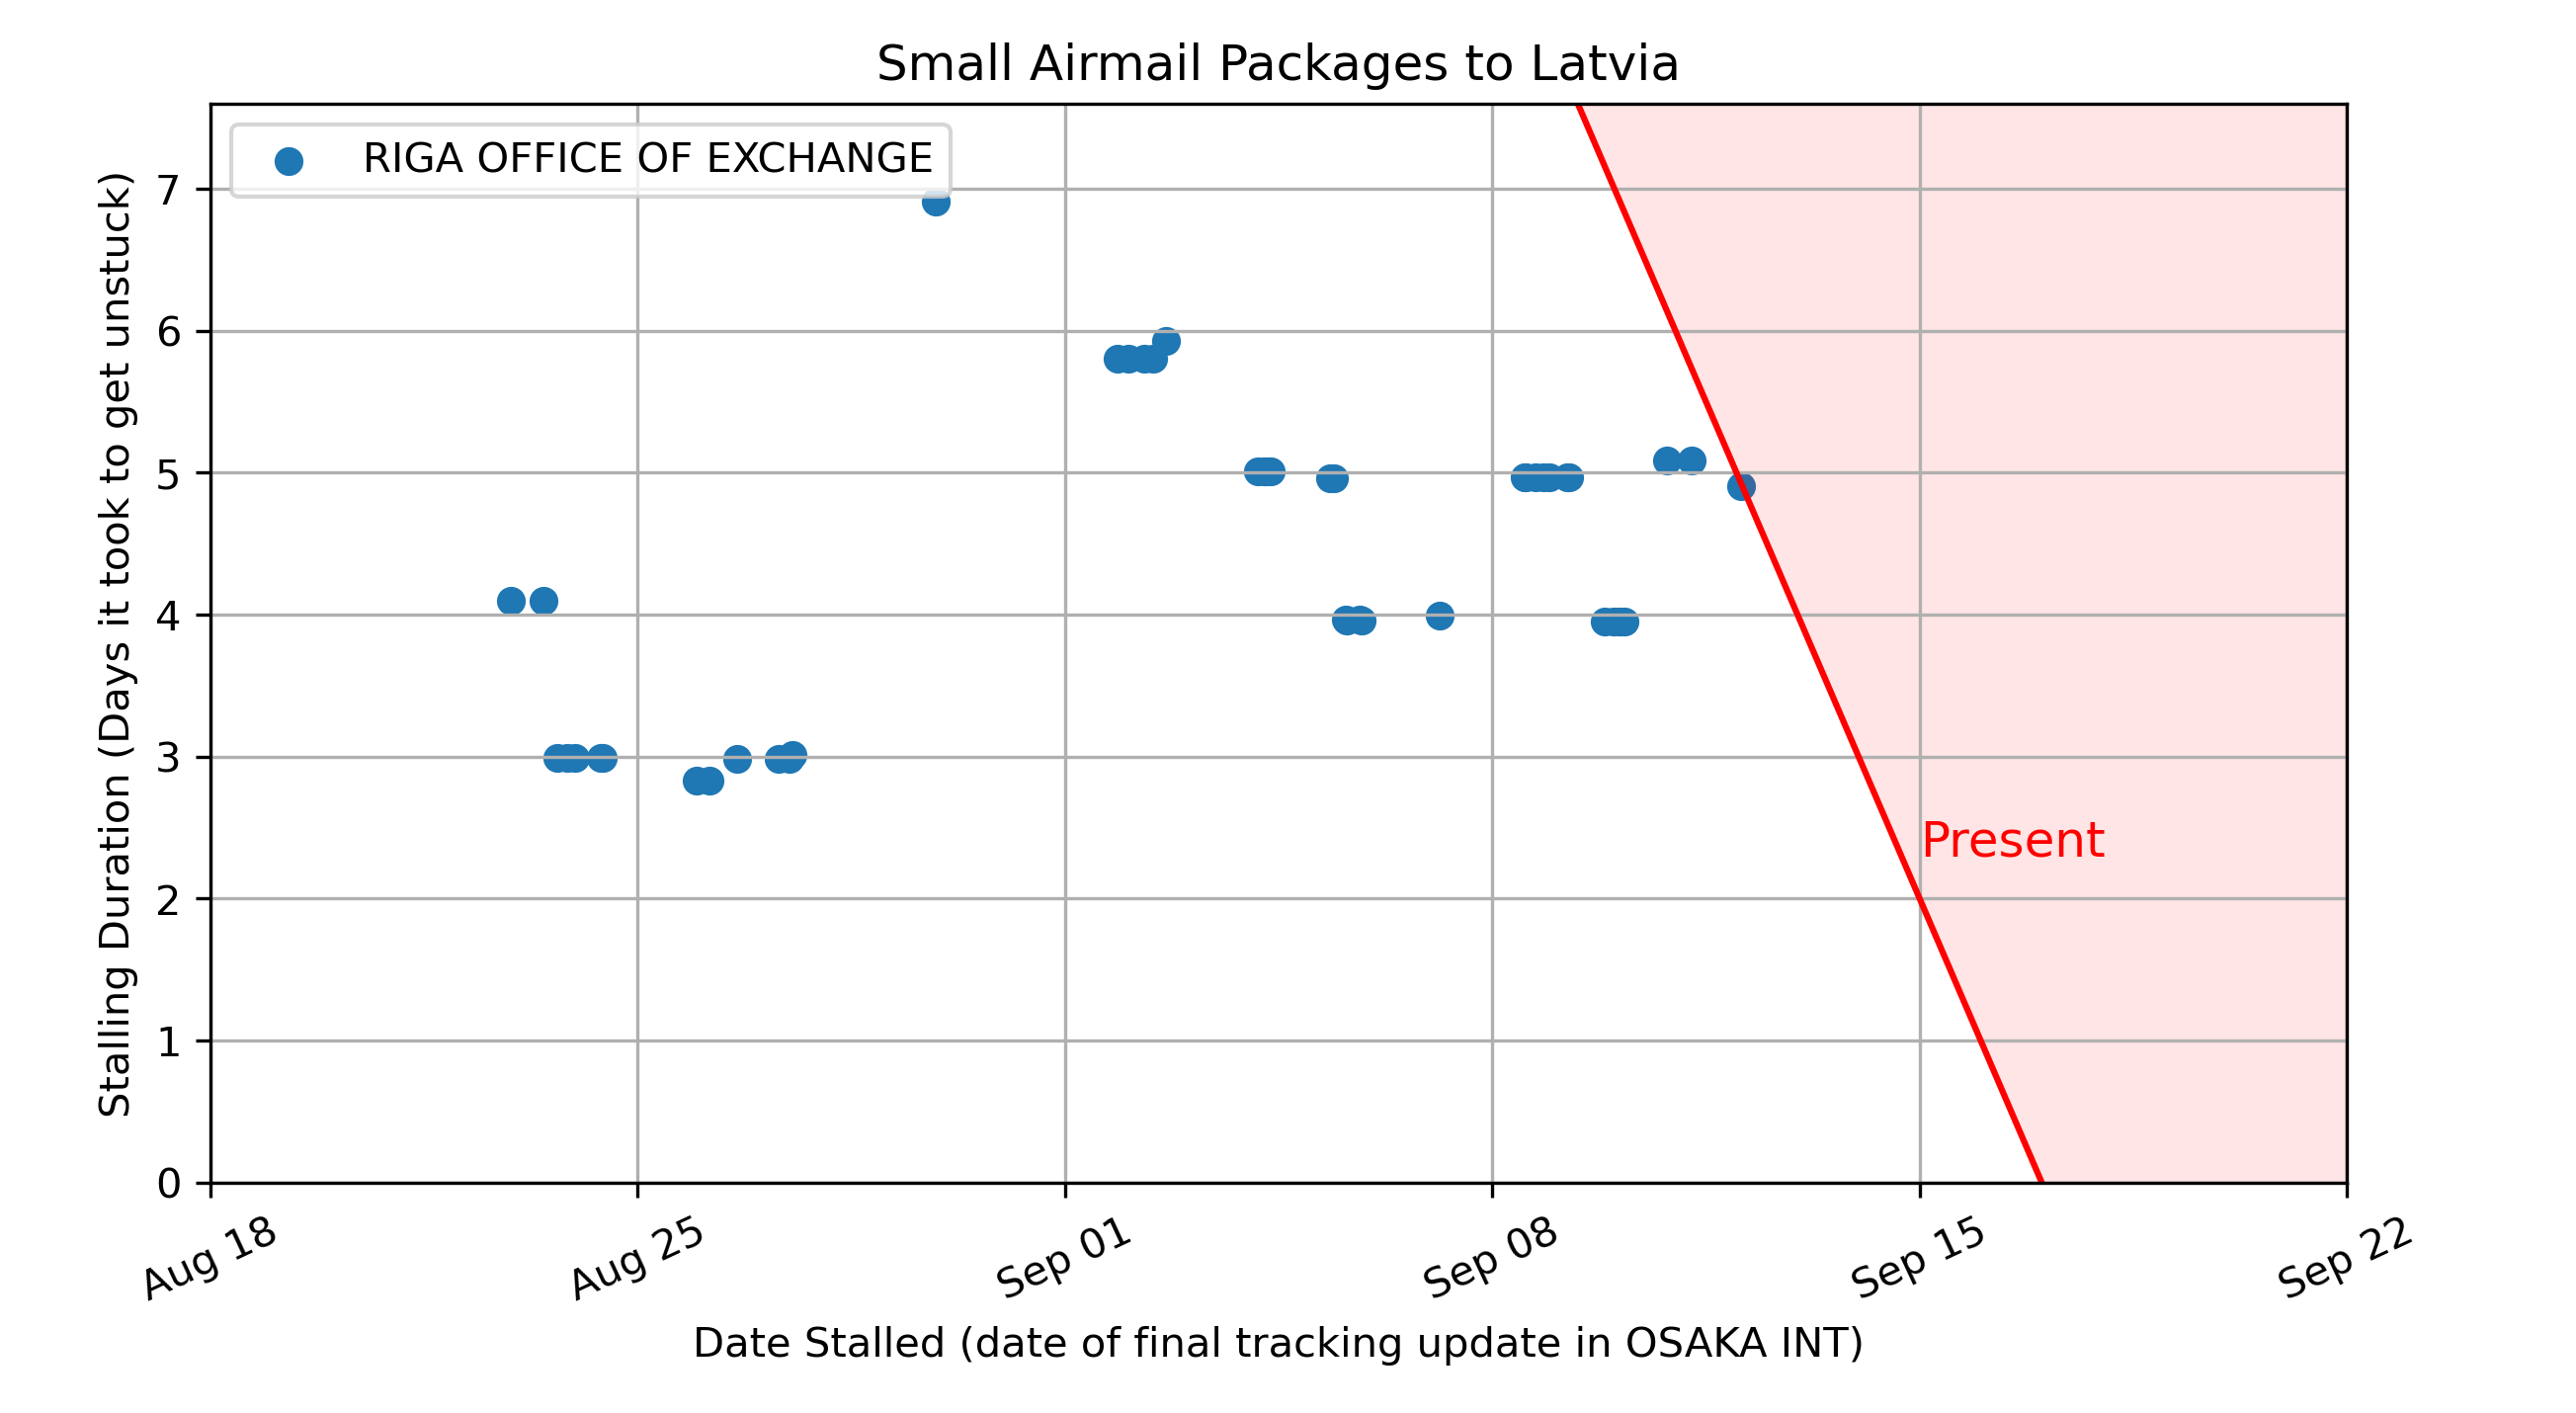 Small Airmail Packages to Latvia
RIGA OFFICE OF EXCHANGE
Stalling Duration (Days it took to get unstuck)
7
6
5
4
3
2
1
0
Present
Aug 18
Aug 25
Sep 01
Sep 08
Sep 15
Sep 22
Date Stalled (date of final tracking update in OSAKA INT)